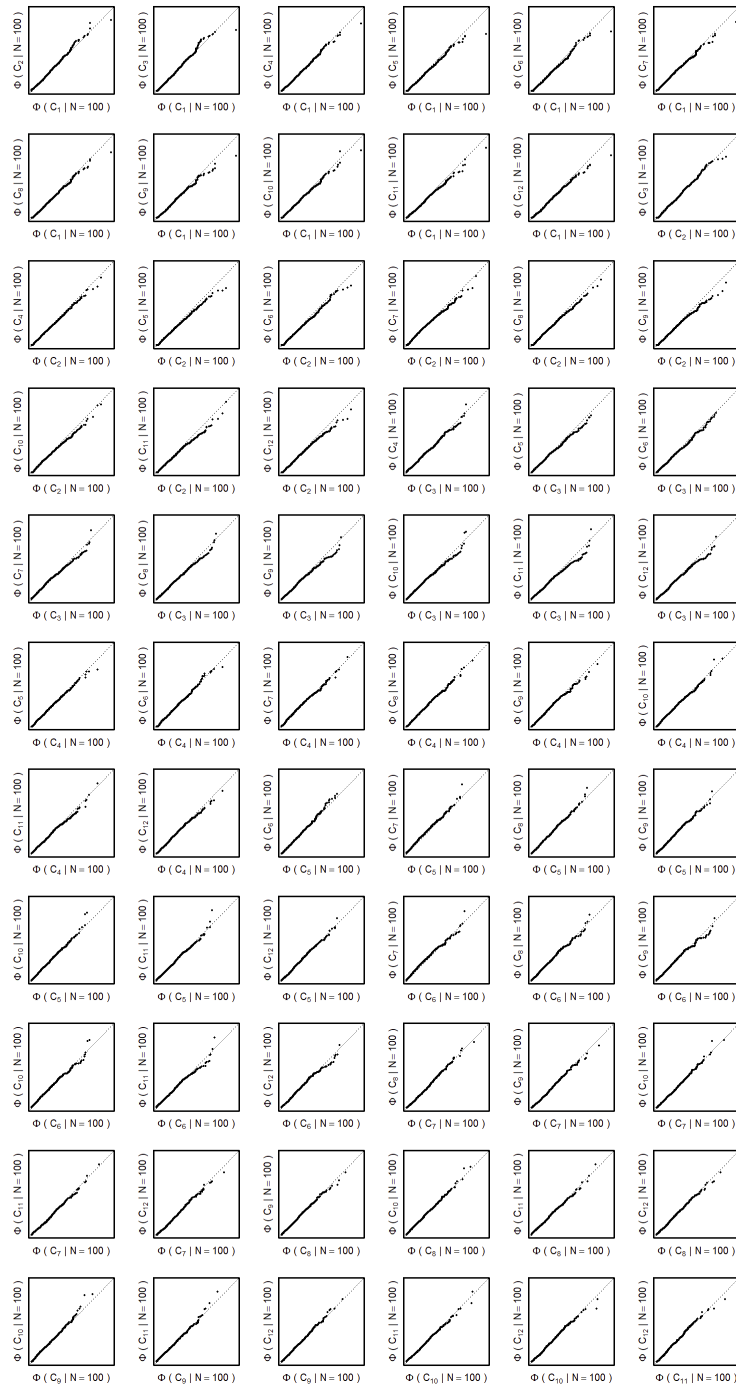 Φ ( C₂ | N = 100 )
Φ ( C₁ | N = 100 )
Φ ( C₃ | N = 100 )
Φ ( C₁ | N = 100 )
Φ ( C₄ | N = 100 )
Φ ( C₁ | N = 100 )
Φ ( C₅ | N = 100 )
Φ ( C₁ | N = 100 )
Φ ( C₆ | N = 100 )
Φ ( C₁ | N = 100 )
Φ ( C₇ | N = 100 )
Φ ( C₁ | N = 100 )
Φ ( C₈ | N = 100 )
Φ ( C₁ | N = 100 )
Φ ( C₉ | N = 100 )
Φ ( C₁ | N = 100 )
Φ ( C₁₀ | N = 100 )
Φ ( C₁ | N = 100 )
Φ ( C₁₁ | N = 100 )
Φ ( C₁ | N = 100 )
Φ ( C₁₂ | N = 100 )
Φ ( C₁ | N = 100 )
Φ ( C₃ | N = 100 )
Φ ( C₂ | N = 100 )
Φ ( C₄ | N = 100 )
Φ ( C₂ | N = 100 )
Φ ( C₅ | N = 100 )
Φ ( C₂ | N = 100 )
Φ ( C₆ | N = 100 )
Φ ( C₂ | N = 100 )
Φ ( C₇ | N = 100 )
Φ ( C₂ | N = 100 )
Φ ( C₈ | N = 100 )
Φ ( C₂ | N = 100 )
Φ ( C₉ | N = 100 )
Φ ( C₂ | N = 100 )
Φ ( C₁₀ | N = 100 )
Φ ( C₂ | N = 100 )
Φ ( C₁₁ | N = 100 )
Φ ( C₂ | N = 100 )
Φ ( C₁₂ | N = 100 )
Φ ( C₂ | N = 100 )
Φ ( C₄ | N = 100 )
Φ ( C₃ | N = 100 )
Φ ( C₅ | N = 100 )
Φ ( C₃ | N = 100 )
Φ ( C₆ | N = 100 )
Φ ( C₃ | N = 100 )
Φ ( C₇ | N = 100 )
Φ ( C₃ | N = 100 )
Φ ( C₈ | N = 100 )
Φ ( C₃ | N = 100 )
Φ ( C₉ | N = 100 )
Φ ( C₃ | N = 100 )
Φ ( C₁₀ | N = 100 )
Φ ( C₃ | N = 100 )
Φ ( C₁₁ | N = 100 )
Φ ( C₃ | N = 100 )
Φ ( C₁₂ | N = 100 )
Φ ( C₃ | N = 100 )
Φ ( C₅ | N = 100 )
Φ ( C₄ | N = 100 )
Φ ( C₆ | N = 100 )
Φ ( C₄ | N = 100 )
Φ ( C₇ | N = 100 )
Φ ( C₄ | N = 100 )
Φ ( C₈ | N = 100 )
Φ ( C₄ | N = 100 )
Φ ( C₉ | N = 100 )
Φ ( C₄ | N = 100 )
Φ ( C₁₀ | N = 100 )
Φ ( C₄ | N = 100 )
Φ ( C₁₁ | N = 100 )
Φ ( C₄ | N = 100 )
Φ ( C₁₂ | N = 100 )
Φ ( C₄ | N = 100 )
Φ ( C₆ | N = 100 )
Φ ( C₅ | N = 100 )
Φ ( C₇ | N = 100 )
Φ ( C₅ | N = 100 )
Φ ( C₈ | N = 100 )
Φ ( C₅ | N = 100 )
Φ ( C₉ | N = 100 )
Φ ( C₅ | N = 100 )
Φ ( C₁₀ | N = 100 )
Φ ( C₅ | N = 100 )
Φ ( C₁₁ | N = 100 )
Φ ( C₅ | N = 100 )
Φ ( C₁₂ | N = 100 )
Φ ( C₅ | N = 100 )
Φ ( C₇ | N = 100 )
Φ ( C₆ | N = 100 )
Φ ( C₈ | N = 100 )
Φ ( C₆ | N = 100 )
Φ ( C₉ | N = 100 )
Φ ( C₆ | N = 100 )
Φ ( C₁₀ | N = 100 )
Φ ( C₆ | N = 100 )
Φ ( C₁₁ | N = 100 )
Φ ( C₆ | N = 100 )
Φ ( C₁₂ | N = 100 )
Φ ( C₆ | N = 100 )
Φ ( C₈ | N = 100 )
Φ ( C₇ | N = 100 )
Φ ( C₉ | N = 100 )
Φ ( C₇ | N = 100 )
Φ ( C₁₀ | N = 100 )
Φ ( C₇ | N = 100 )
Φ ( C₁₁ | N = 100 )
Φ ( C₇ | N = 100 )
Φ ( C₁₂ | N = 100 )
Φ ( C₇ | N = 100 )
Φ ( C₉ | N = 100 )
Φ ( C₈ | N = 100 )
Φ ( C₁₀ | N = 100 )
Φ ( C₈ | N = 100 )
Φ ( C₁₁ | N = 100 )
Φ ( C₈ | N = 100 )
Φ ( C₁₂ | N = 100 )
Φ ( C₈ | N = 100 )
Φ ( C₁₀ | N = 100 )
Φ ( C₉ | N = 100 )
Φ ( C₁₁ | N = 100 )
Φ ( C₉ | N = 100 )
Φ ( C₁₂ | N = 100 )
Φ ( C₉ | N = 100 )
Φ ( C₁₁ | N = 100 )
Φ ( C₁₀ | N = 100 )
Φ ( C₁₂ | N = 100 )
Φ ( C₁₀ | N = 100 )
Φ ( C₁₂ | N = 100 )
Φ ( C₁₁ | N = 100 )